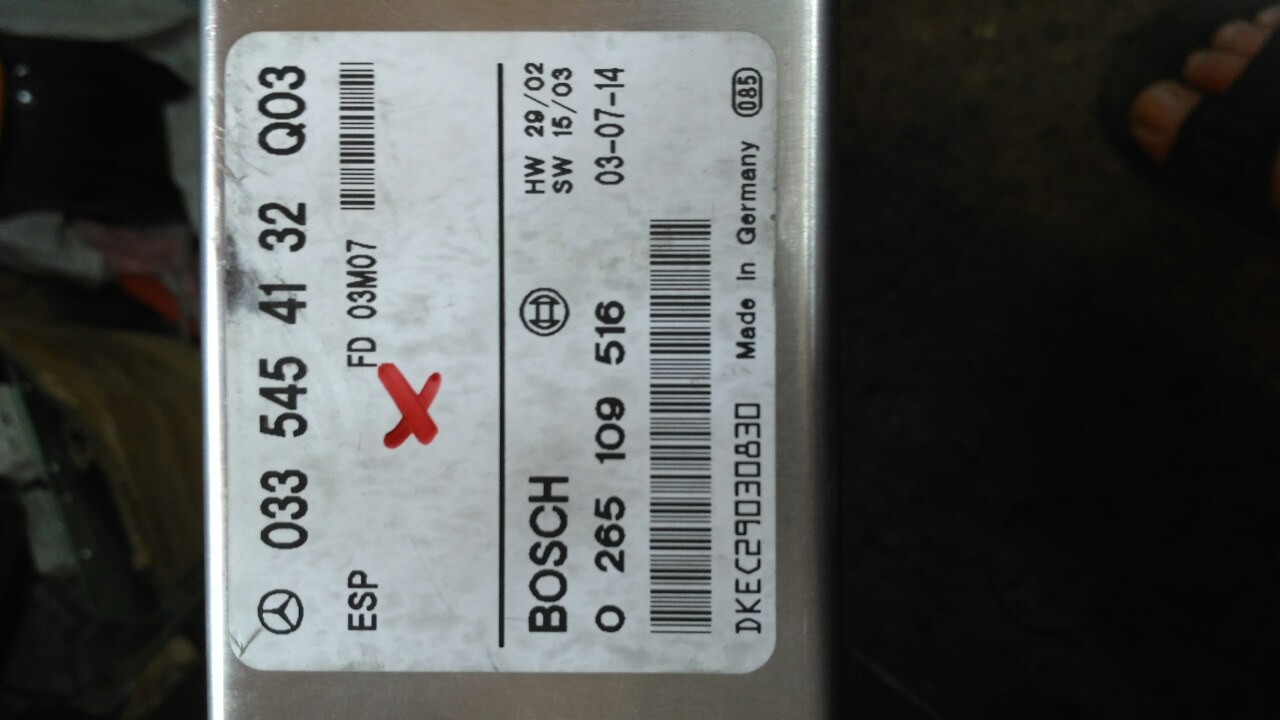 033 545 41 32 Q03
ESP FD 03M07
BOSCH HW 29/02
SW 15/03
0 265 109 516 03-07-14
DKEC29030830 Made In Germany 085